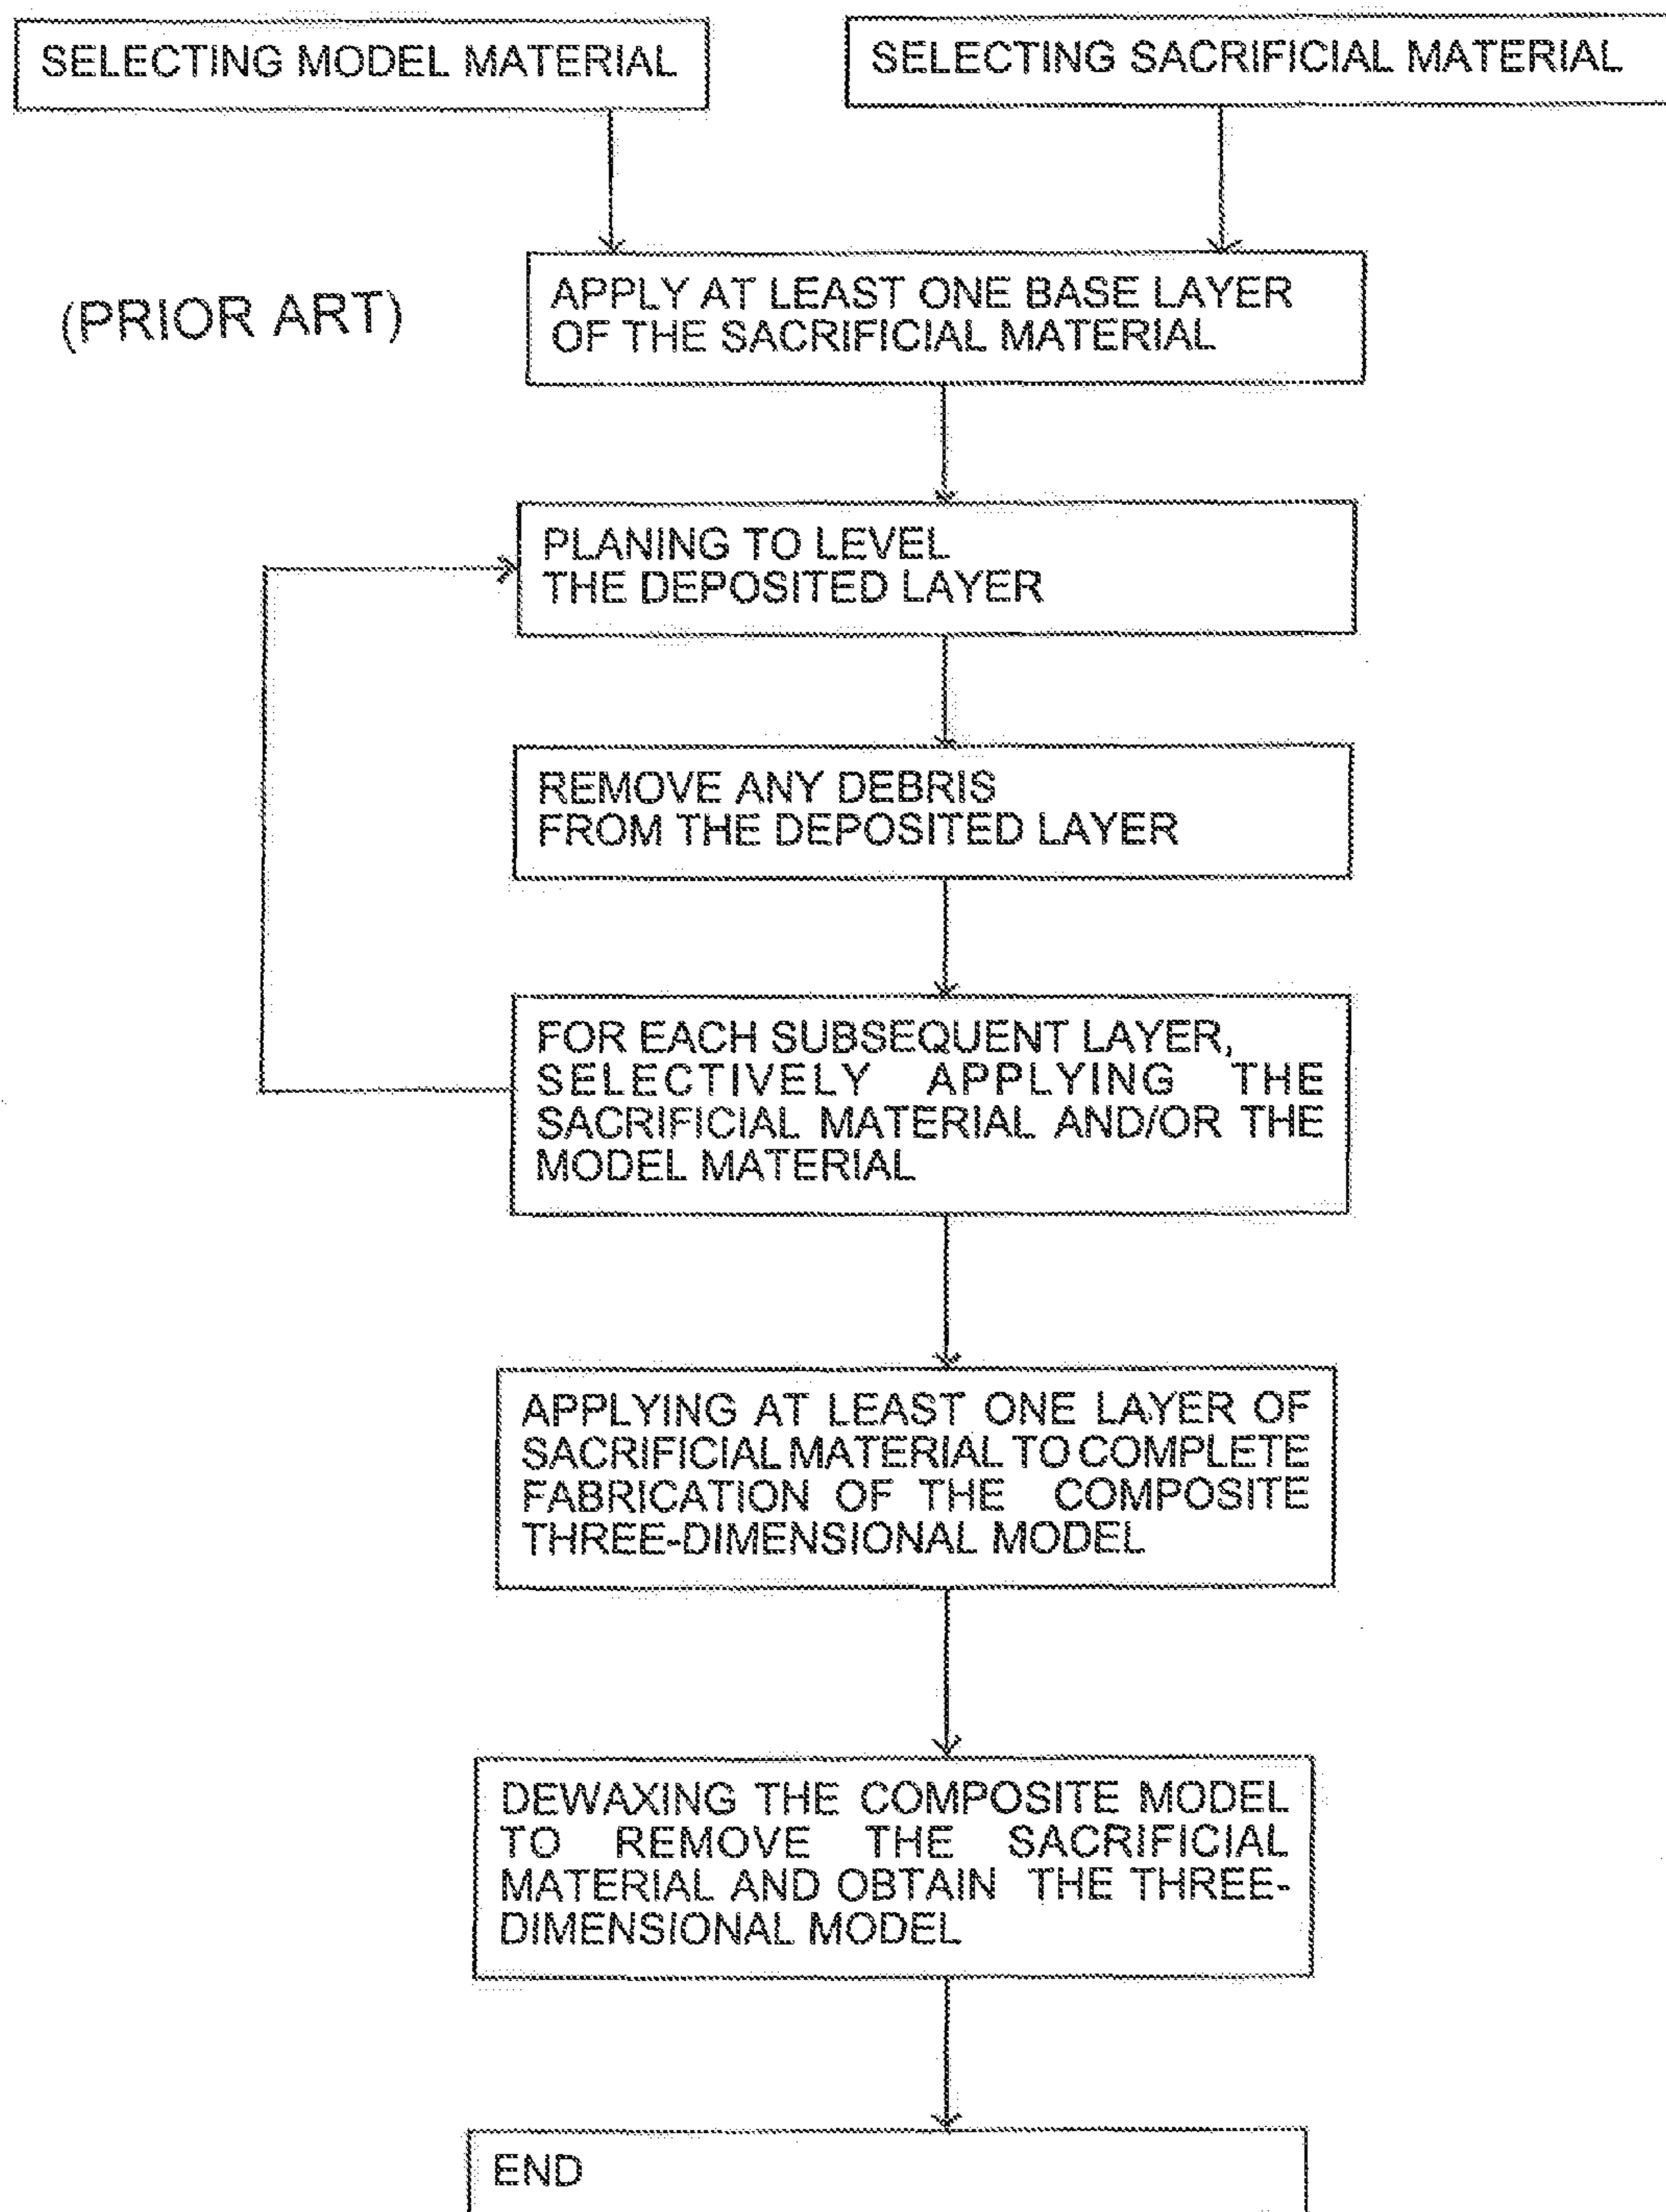 SELECTING MODEL MATERIAL
SELECTING SACRIFICIAL MATERIAL
(PRIOR ART)
APPLY AT LEAST ONE BASE LAYER
OF THE SACRIFICIAL MATERIAL
PLANING TO LEVEL
THE DEPOSITED LAYER
REMOVE ANY DEBRIS
FROM THE DEPOSITED LAYER
FOR EACH SUBSEQUENT LAYER,
SELECTIVELY APPLYING THE
SACRIFICIAL MATERIAL AND/OR THE
MODEL MATERIAL
APPLYING AT LEAST ONE LAYER OF
SACRIFICIAL MATERIAL TO COMPLETE
FABRICATION OF THE COMPOSITE
THREE-DIMENSIONAL MODEL
DEWAXING THE COMPOSITE MODEL
TO REMOVE THE SACRIFICIAL
MATERIAL AND OBTAIN THE THREE-
DIMENSIONAL MODEL
END